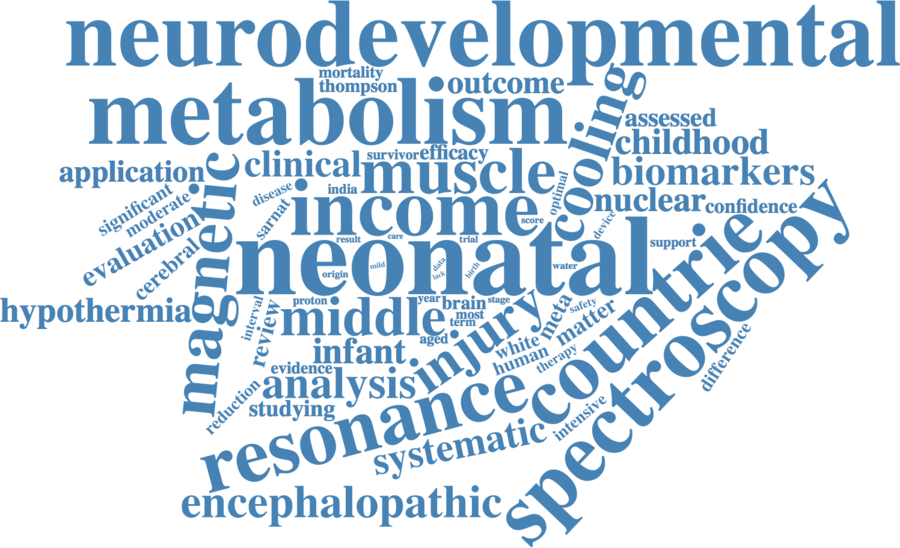 neurodevelopmental
mortality
thompson
outcome
metabolism
cooling
assessed
childhood
application
clinical
survivor
efficacy
muscle
biomarkers
magnetic
significant
moderate
disease
india
income
optimal
nuclear
confidence
sarnat
score
device
evaluation
cerebral
result
care
trial
neonatal
support
origin
mild
data
lack
birth
water
spectroscopy
countrie
hypothermia
interval
proton
year
brain
stage
middle
most
term
injury
meta
safety
matter
review
aged
white
human
therapy
infant
evidence
difference
reduction
analysis
studying
resonance
intensive
systematic
encephalopathic